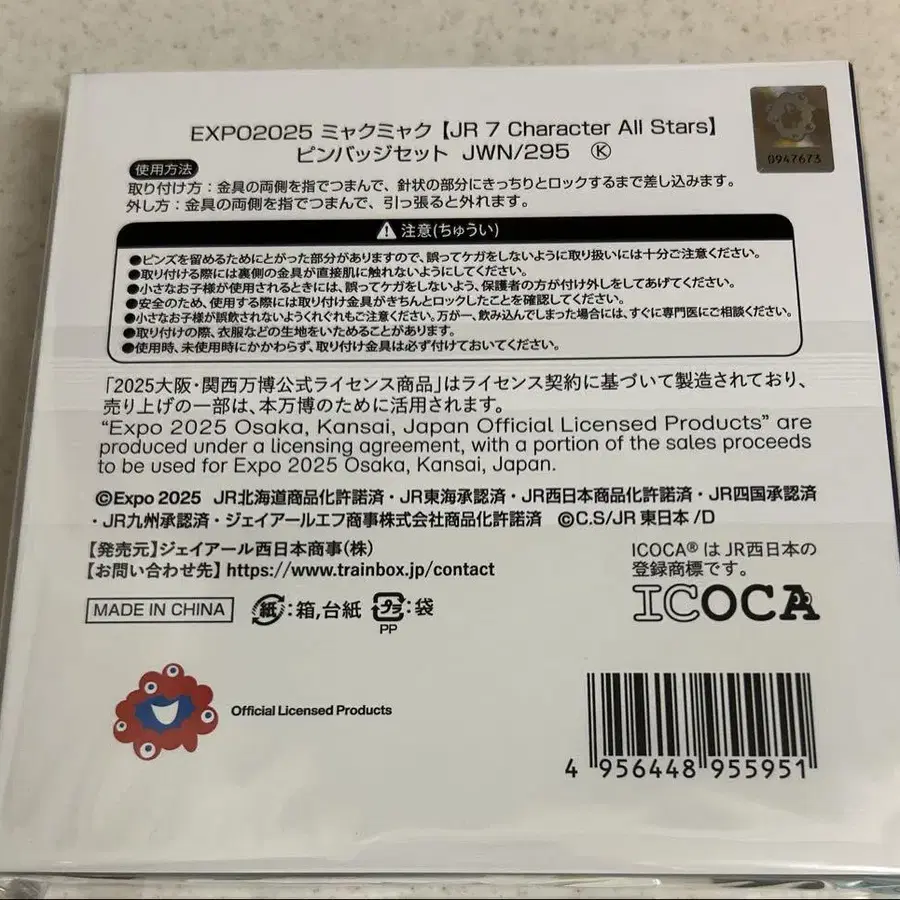 EXPO2025 ミャクミャク【JR 7 Character All Stars】
ピンバッジセット JWN/295 Ⓚ
0947673
使用方法
取り付け方：金具の両側を指でつまんで、針状の部分にきっちりとロックするまで差し込みます。
外し方：金具の両側を指でつまんで、引っ張ると外れます。
注意(ちゅうい)
●ピンズを留めるためにとがった部分がありますので、誤ってケガをしないように取り扱いには十分ご注意ください。
●取り付ける際には裏側の金具が直接肌に触れないようにしてください。
●小さなお子様が使用されるときには、誤ってケガをしないよう、保護者の方が付け外しをしてあげてください。
●安全のため、使用する際には取り付け金具がきちんとロックしたことを確認してください。
●小さなお子様が誤飲されないようくれぐれもご注意ください。万が一、飲み込んでしまった場合には、すぐに専門医にご相談ください。
●取り付けの際、衣服などの生地をいためることがあります。
●使用時、未使用時にかかわらず、取り付け金具は必ず付けておいてください。
「2025大阪・関西万博公式ライセンス商品」はライセンス契約に基づいて製造されており、
売り上げの一部は、本万博のために活用されます。
“Expo 2025 Osaka, Kansai, Japan Official Licensed Products” are
produced under a licensing agreement, with a portion of the sales proceeds
to be used for Expo 2025 Osaka, Kansai, Japan.
©Expo 2025 JR北海道商品化許諾済・JR東海承認済・JR西日本商品化許諾済・JR四国承認済
・JR九州承認済・ジェイアールエフ商事株式会社商品化許諾済 ©C.S/JR東日本/D
【発売元】ジェイアール西日本商事(株)
【お問い合わせ先】https://www.trainbox.jp/contact
ICOCA®はJR西日本の
登録商標です。
ICOCA
MADE IN CHINA
紙：箱,台紙 プラ：袋
PP
Official Licensed Products
4 956448 955951